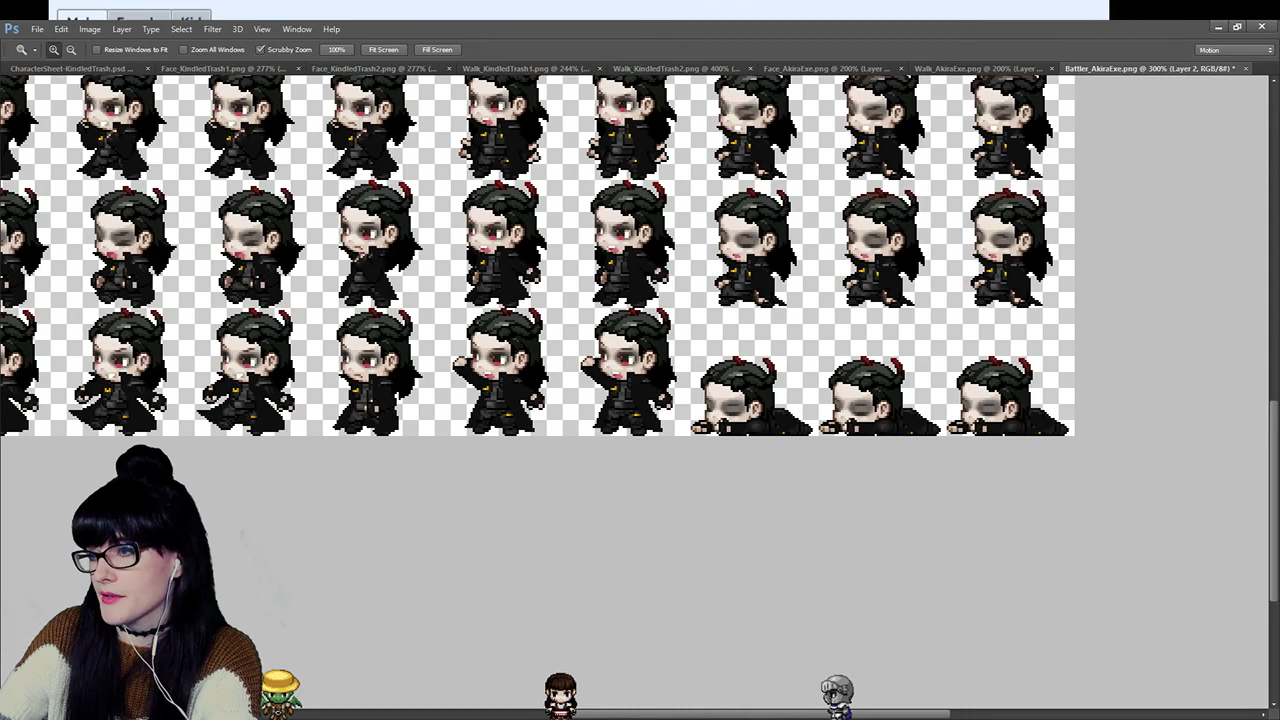 Ps File Edit Image Layer Type Select Filter 3D View Window Help
Resize Windows to Fit Zoom All Windows Scrubby Zoom 100% Fit Screen Fill Screen Motion
CharacterSheet-KindledTrash.psd ... × Face_KindledTrash1.png @ 277% (... × Face_KindledTrash2.png @ 277% (... × Walk_KindledTrash1.png @ 244% (... × Walk_KindledTrash2.png @ 400% (... × Face_AkiraExe.png @ 200% (Layer ... × Walk_AkiraExe.png @ 200% (Layer ... × Battler_AkiraExe.png @ 300% (Layer 2, RGB/8#) * ×